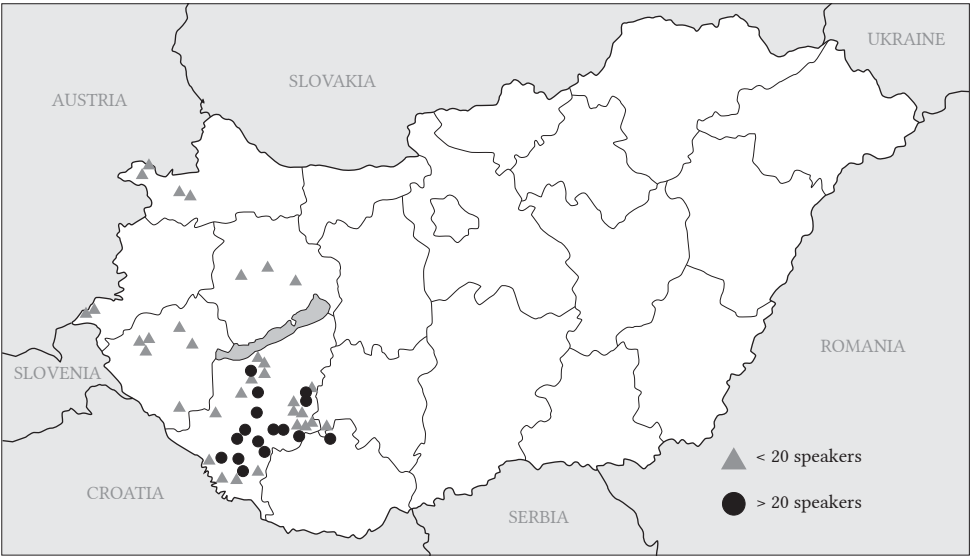 UKRAINE
SLOVAKIA
AUSTRIA
ROMANIA
SLOVENIA
< 20 speakers
CROATIA
> 20 speakers
SERBIA